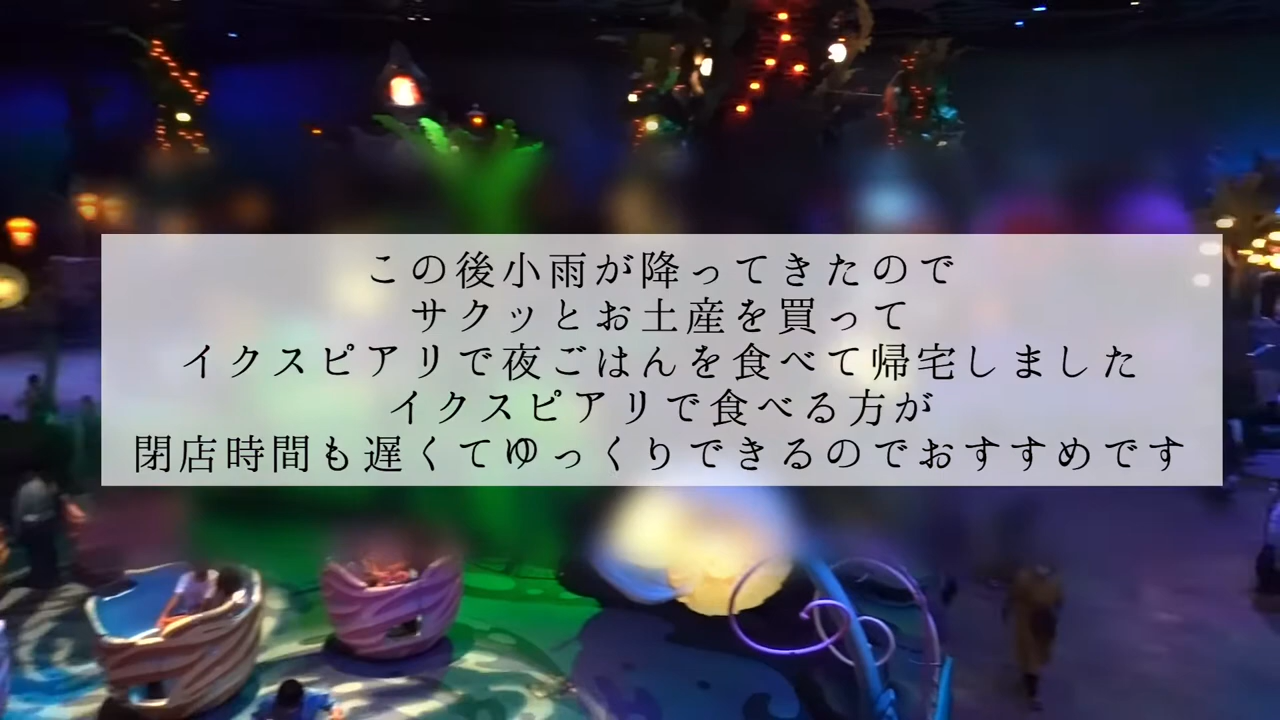 この後小雨が降ってきたので
サクッとお土産を買って
イクスピアリで夜ごはんを食べて帰宅しました
イクスピアリで食べる方が
閉店時間も遅くてゆっくりできるのでおすすめです